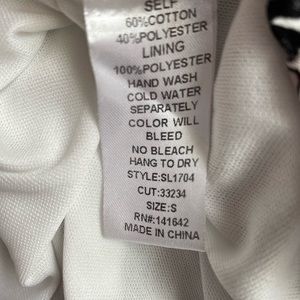 SELF
60%COTTON
40%POLYESTER
LINING
100%POLYESTER
HAND WASH
COLD WATER
SEPARATELY
COLOR WILL
BLEED
NO BLEACH
HANG TO DRY
STYLE:SL1704
CUT:33234
SIZE:S
RN#:141642
MADE IN CHINA